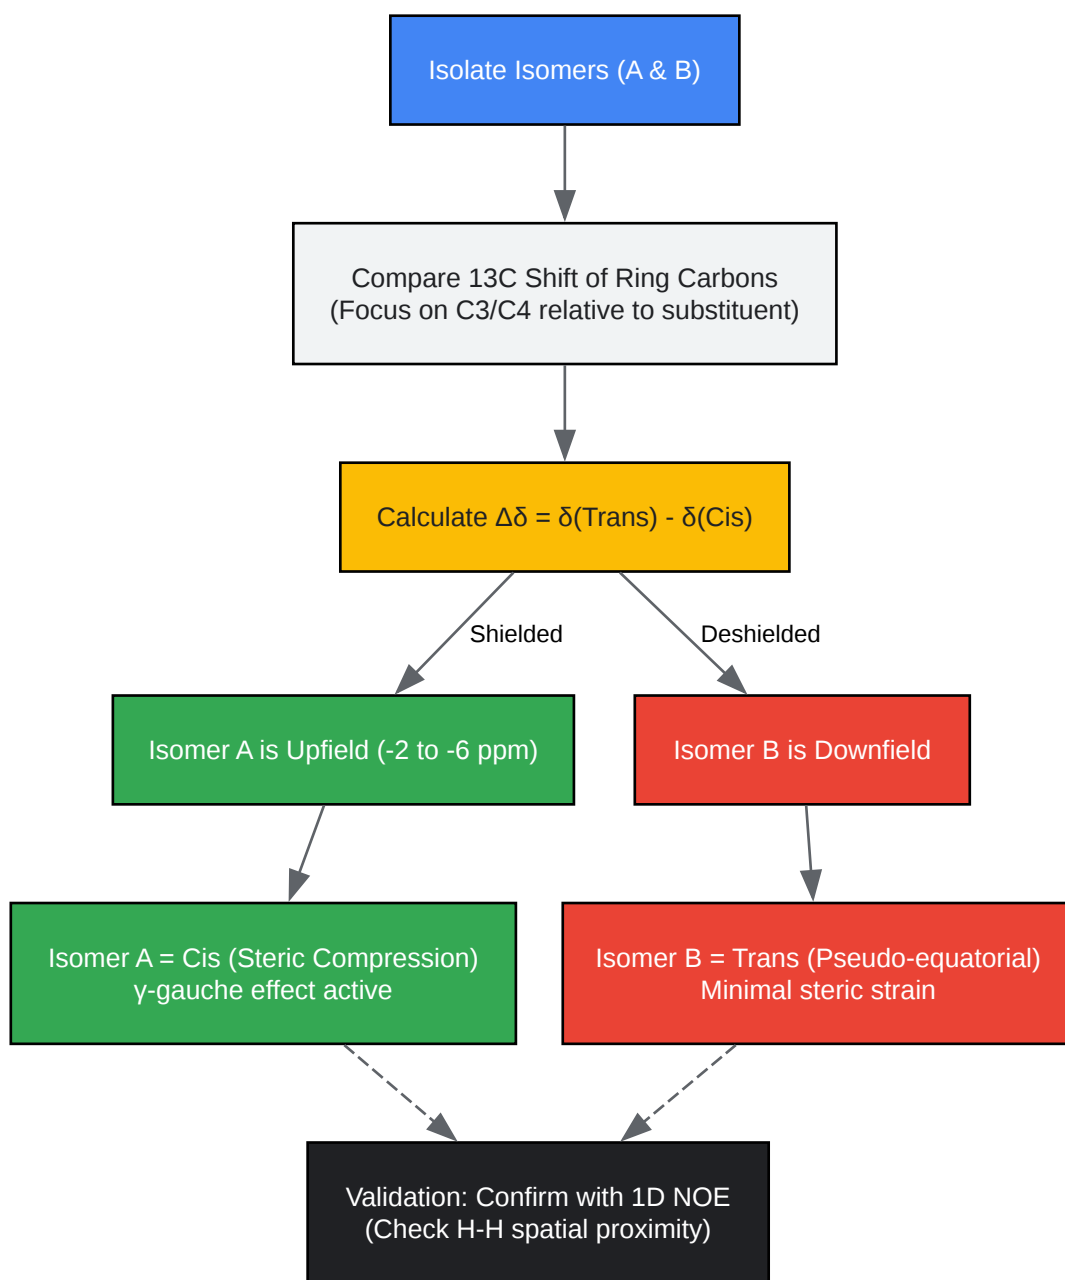 Isolate Isomers (A & B)
Compare 13C Shift of Ring Carbons
(Focus on C3/C4 relative to substituent)
Calculate Δδ = δ(Trans) - δ(Cis)
Shielded
Deshielded
Isomer A is Upfield (-2 to -6 ppm)
Isomer B is Downfield
Isomer A = Cis (Steric Compression)
γ-gauche effect active
Isomer B = Trans (Pseudo-equatorial)
Minimal steric strain
Validation: Confirm with 1D NOE
(Check H-H spatial proximity)